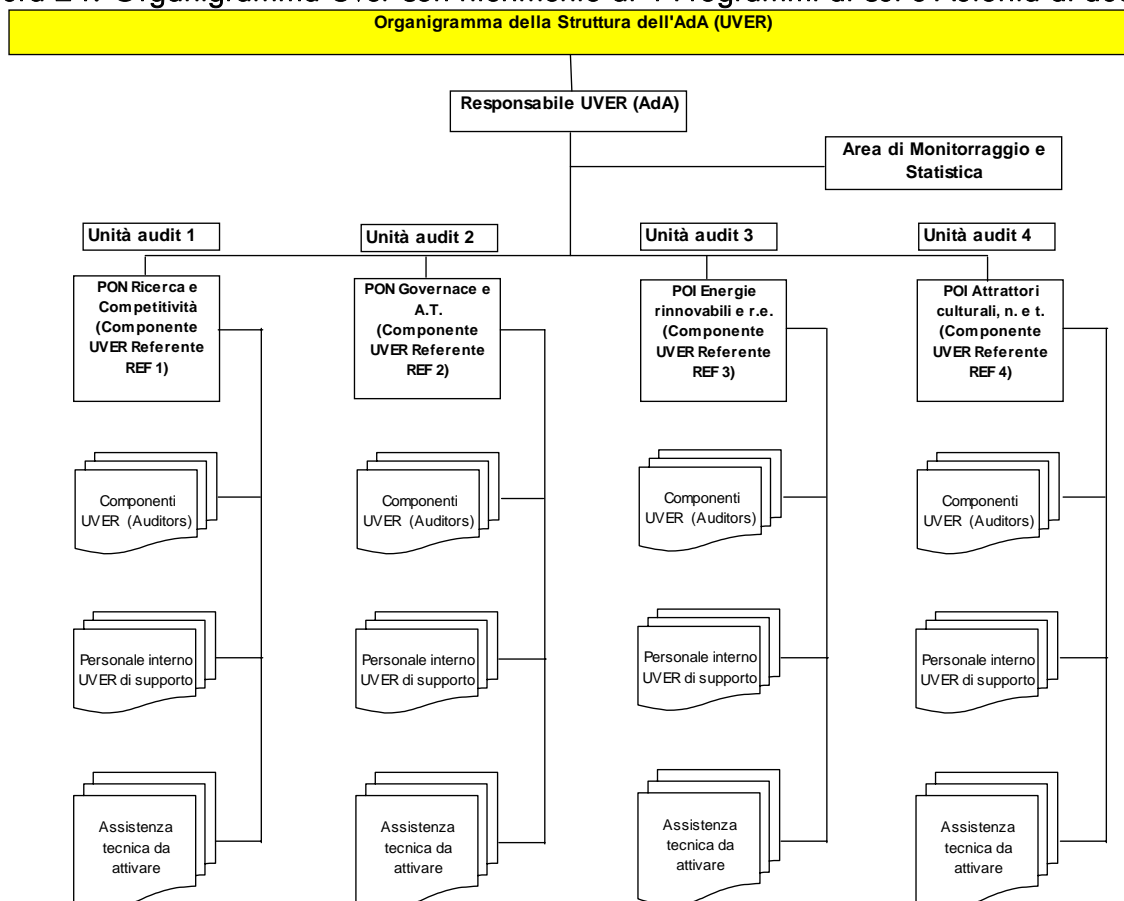 Organigramma della Struttura dell'AdA (UVER)
Responsabile UVER (AdA)
Area di Monitorraggio e
Statistica
Unità audit 1
Unità audit 2
Unità audit 3
Unità audit 4
PON Ricerca e
Competitività
(Componente
UVER Referente
REF 1)
PON Governace e
A.T.
(Componente
UVER Referente
REF 2)
POI Energie
rinnovabili e r.e.
(Componente
UVER Referente
REF 3)
POI Attrattori
culturali, n. e t.
(Componente
UVER Referente
REF 4)
Componenti
UVER (Auditors)
Componenti
UVER (Auditors)
Componenti
UVER (Auditors)
Componenti
UVER (Auditors)
Personale interno
UVER di supporto
Personale interno
UVER di supporto
Personale interno
UVER di supporto
Personale interno
UVER di supporto
Assistenza
tecnica da
attivare
Assistenza
tecnica da
attivare
Assistenza
tecnica da
attivare
Assistenza
tecnica da
attivare